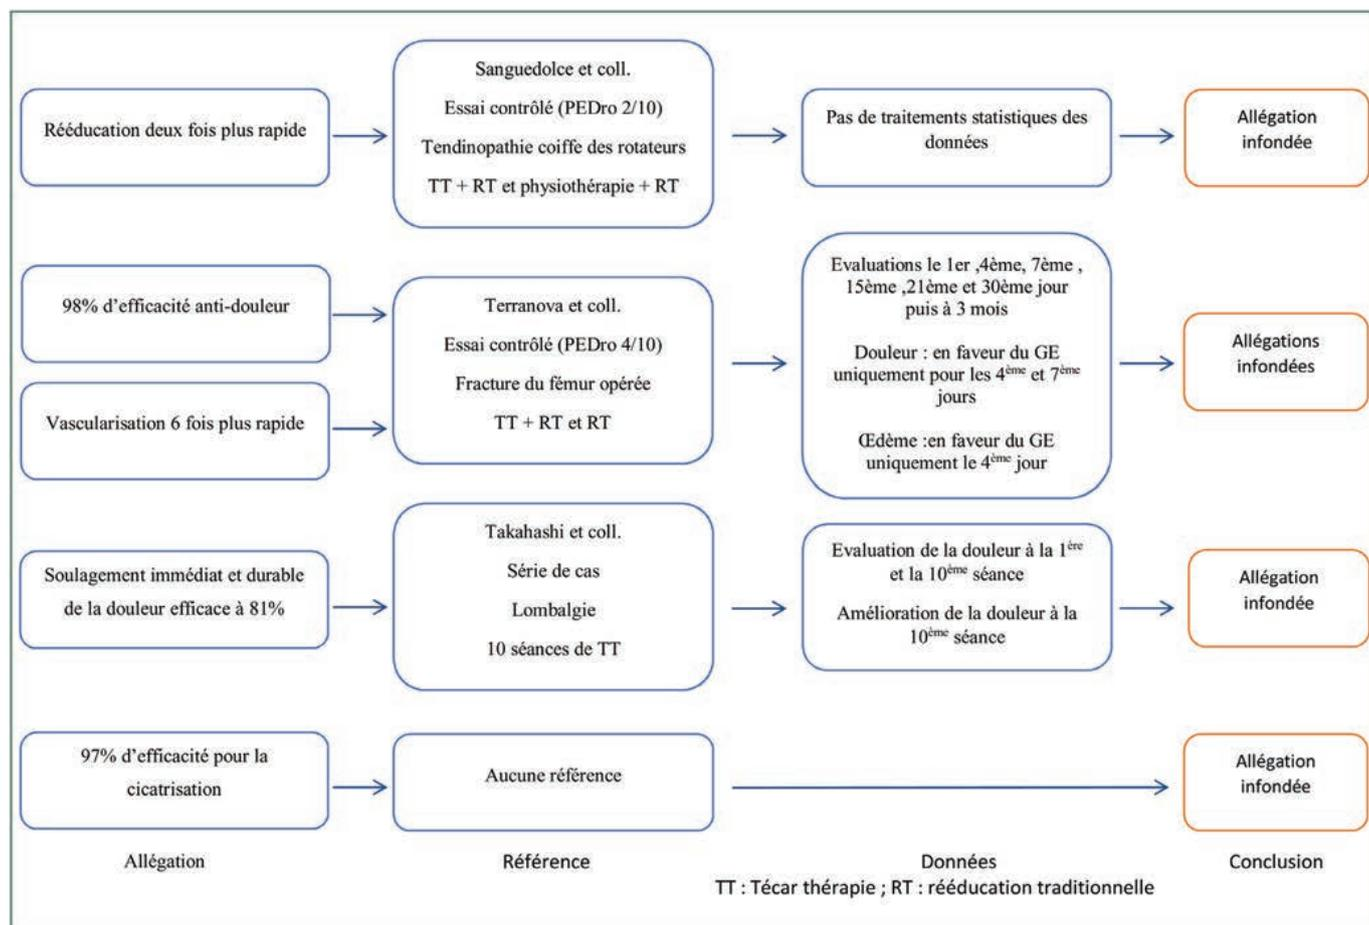 Rééducation deux fois plus rapide
Sanguedolce et coll.
Essai contrôlé (PEDro 2/10)
Tendinopathie coiffe des rotateurs
TT + RT et physiothérapie + RT
Pas de traitements statistiques des
données
Allégation
infondée
98% d'efficacité anti-douleur
Vascularisation 6 fois plus rapide
Terranova et coll.
Essai contrôlé (PEDro 4/10)
Fracture du fémur opérée
TT + RT et RT
Evaluations le 1er ,4ème, 7ème ,
15ème ,21ème et 30ème jour
puis à 3 mois
Douleur : en faveur du GE
uniquement pour les 4ème et 7ème
jours
Œdème :en faveur du GE
uniquement le 4ème jour
Allégations
infondées
Soulagement immédiat et durable
de la douleur efficace à 81%
Takahashi et coll.
Série de cas
Lombalgie
10 séances de TT
Evaluation de la douleur à la 1ère
et la 10ème séance
Amélioration de la douleur à la
10ème séance
Allégation
infondée
97% d'efficacité pour la
cicatrisation
Aucune référence
Allégation
infondée
Allégation
Référence
Données
Conclusion
TT : Técar thérapie ; RT : rééducation traditionnelle